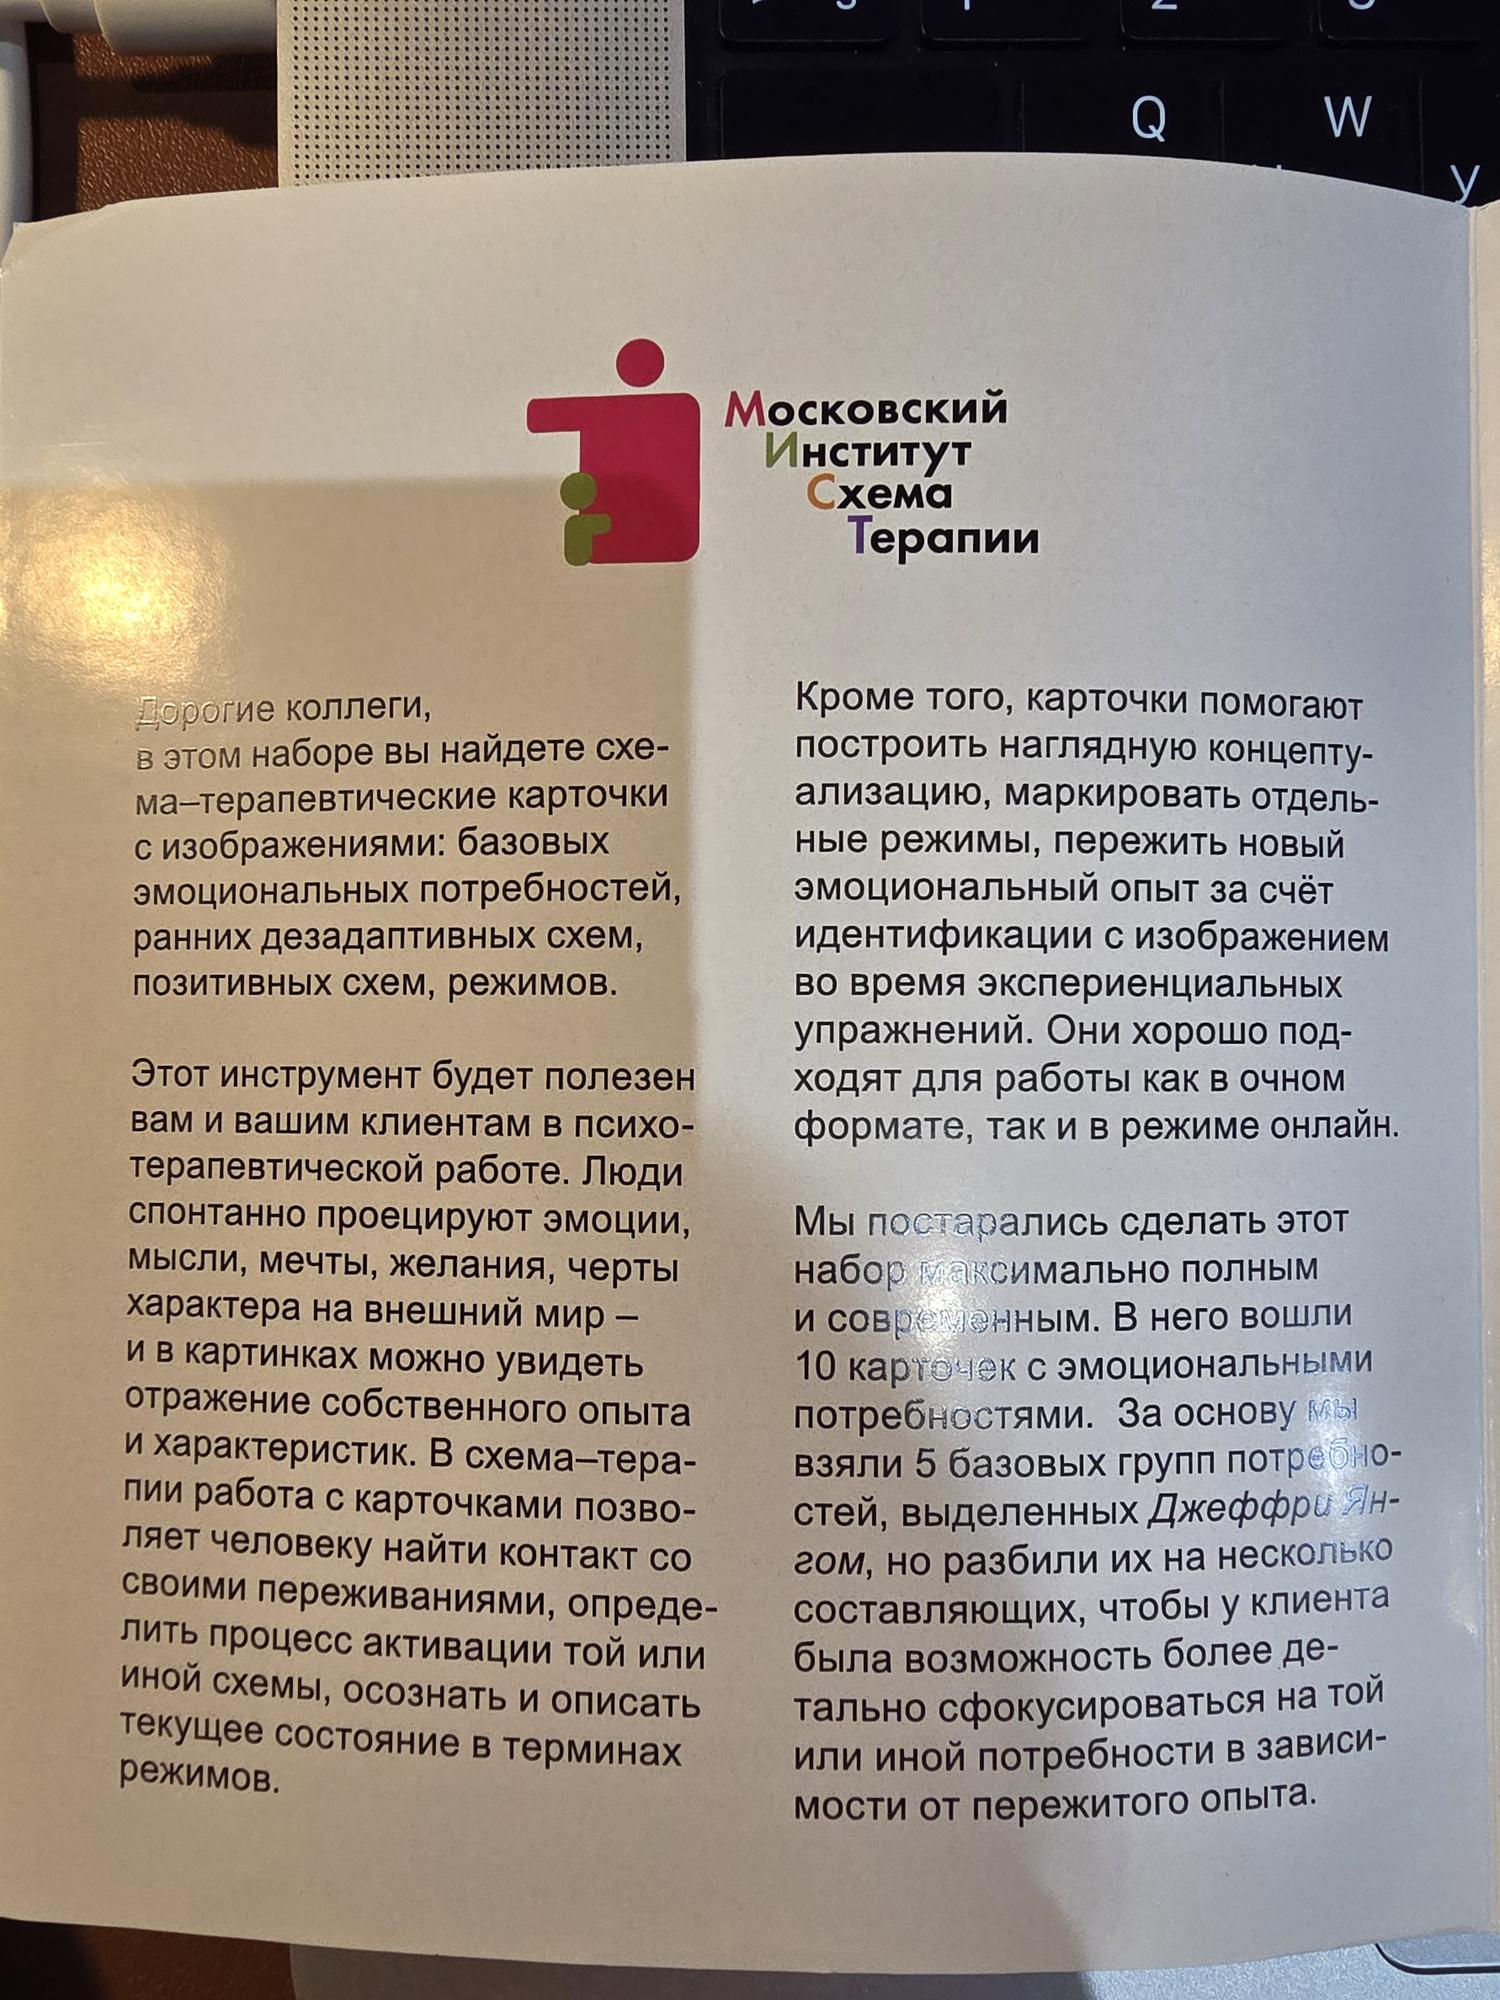 Q W
у
Московский
Институт
Схема
Терапии
Дорогие коллеги,
в этом наборе вы найдете схе-
ма–терапевтические карточки
с изображениями: базовых
эмоциональных потребностей,
ранних дезадаптивных схем,
позитивных схем, режимов.
Этот инструмент будет полезен
вам и вашим клиентам в психо-
терапевтической работе. Люди
спонтанно проецируют эмоции,
мысли, мечты, желания, черты
характера на внешний мир –
и в картинках можно увидеть
отражение собственного опыта
и характеристик. В схема–тера-
пии работа с карточками позво-
ляет человеку найти контакт со
своими переживаниями, опреде-
лить процесс активации той или
иной схемы, осознать и описать
текущее состояние в терминах
режимов.
Кроме того, карточки помогают
построить наглядную концепту-
ализацию, маркировать отдель-
ные режимы, пережить новый
эмоциональный опыт за счёт
идентификации с изображением
во время экспериенциальных
упражнений. Они хорошо под-
ходят для работы как в очном
формате, так и в режиме онлайн.
Мы постарались сделать этот
набор максимально полным
и современным. В него вошли
10 карточек с эмоциональными
потребностями.  За основу мы
взяли 5 базовых групп потребно-
стей, выделенных Джеффри Ян-
гом, но разбили их на несколько
составляющих, чтобы у клиента
была возможность более де-
тально сфокусироваться на той
или иной потребности в зависи-
мости от пережитого опыта.